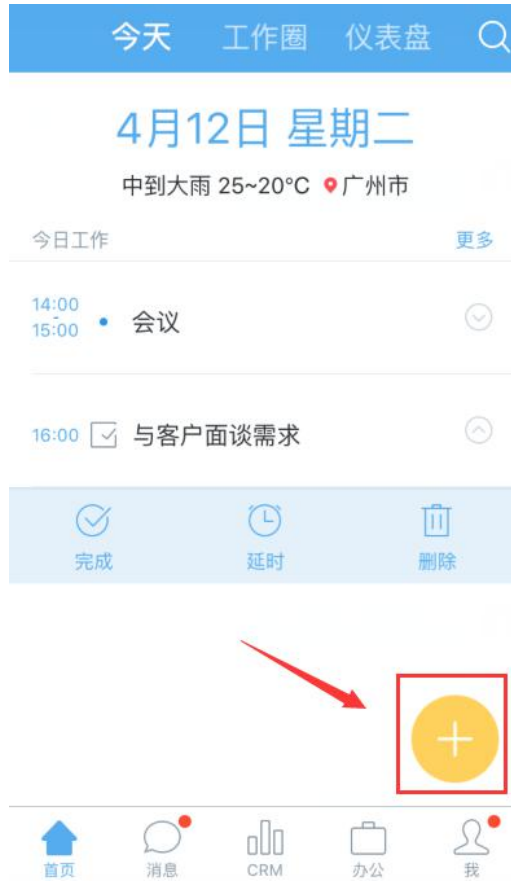 今天 工作圈 仪表盘
4月12日 星期二
中到大雨 25~20°C 广州市
今日工作 更多
14:00
-
15:00
会议
16:00 与客户面谈需求
完成 延时 删除
首页 消息 CRM 办公 我